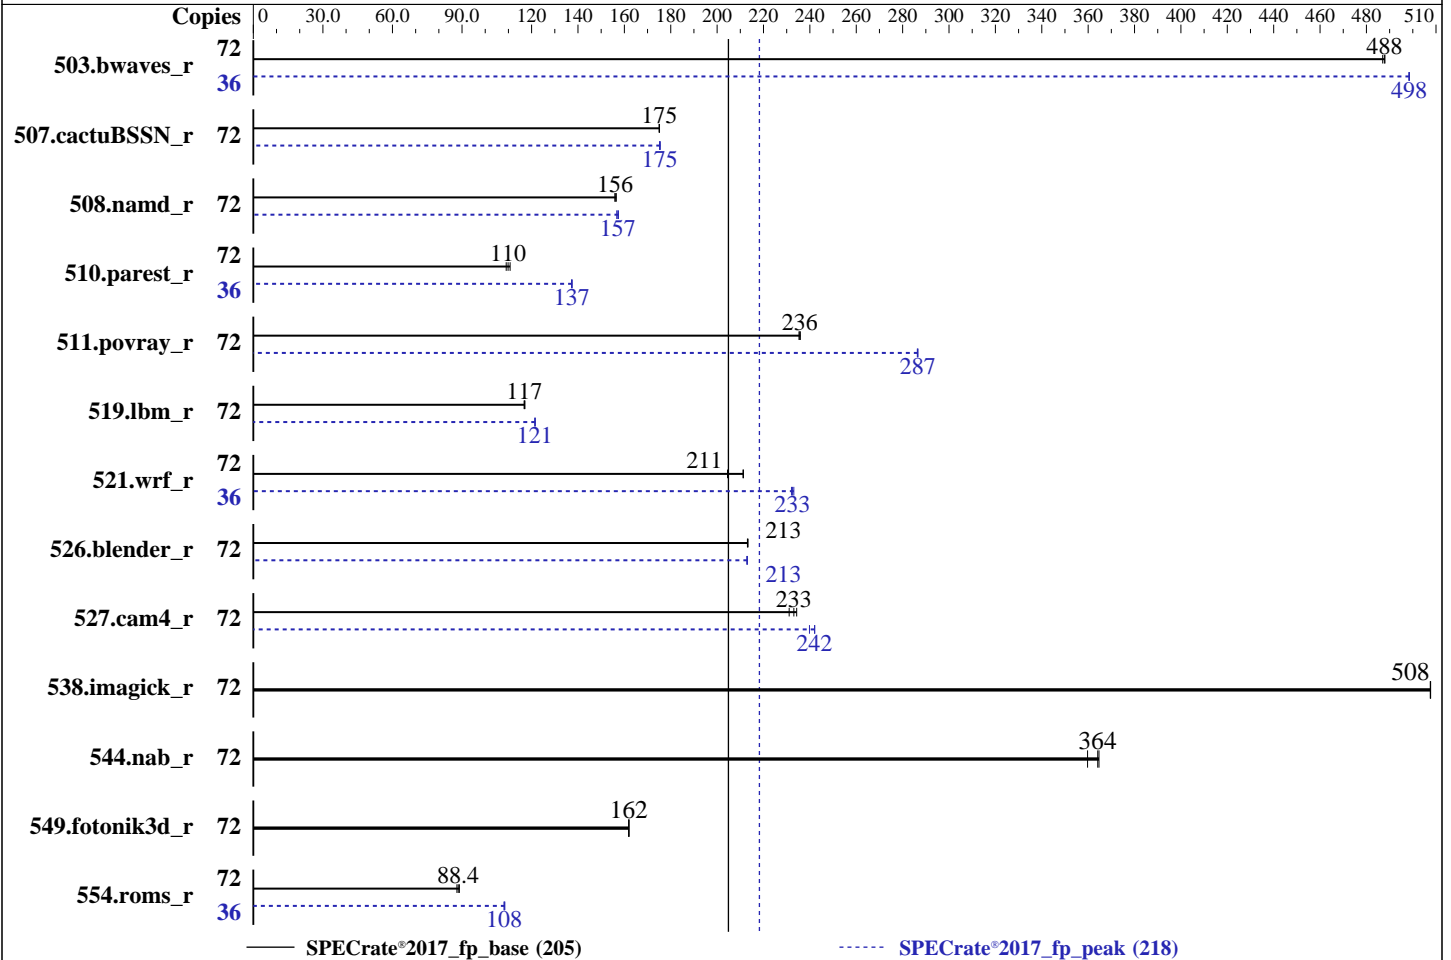 Copies 0 30.0 60.0 90.0 120 140 160 180 200 220 240 260 280 300 320 340 360 380 400 420 440 460 480 510
503.bwaves_r 72 488
36 498
507.cactuBSSN_r 72 175
175
508.namd_r 72 156
157
510.parest_r 72 110
36 137
511.povray_r 72 236
287
519.lbm_r 72 117
121
521.wrf_r 72 211
36 233
526.blender_r 72 213
213
527.cam4_r 72 233
242
538.imagick_r 72 508
544.nab_r 72 364
549.fotonik3d_r 72 162
554.roms_r 72 88.4
36 108
SPECrate®2017_fp_base (205) SPECrate®2017_fp_peak (218)